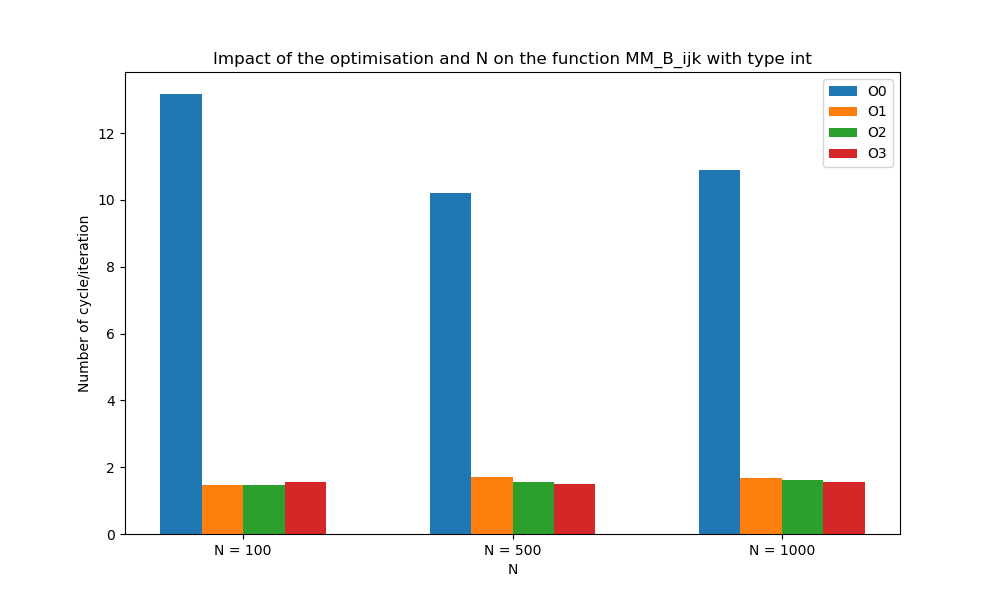 Impact of the optimisation and N on the function MM_B_ijk with type int
O0
O1
O2
O3
Number of cycle/iteration
12
10
8
6
4
2
0
N = 100
N = 500
N = 1000
N